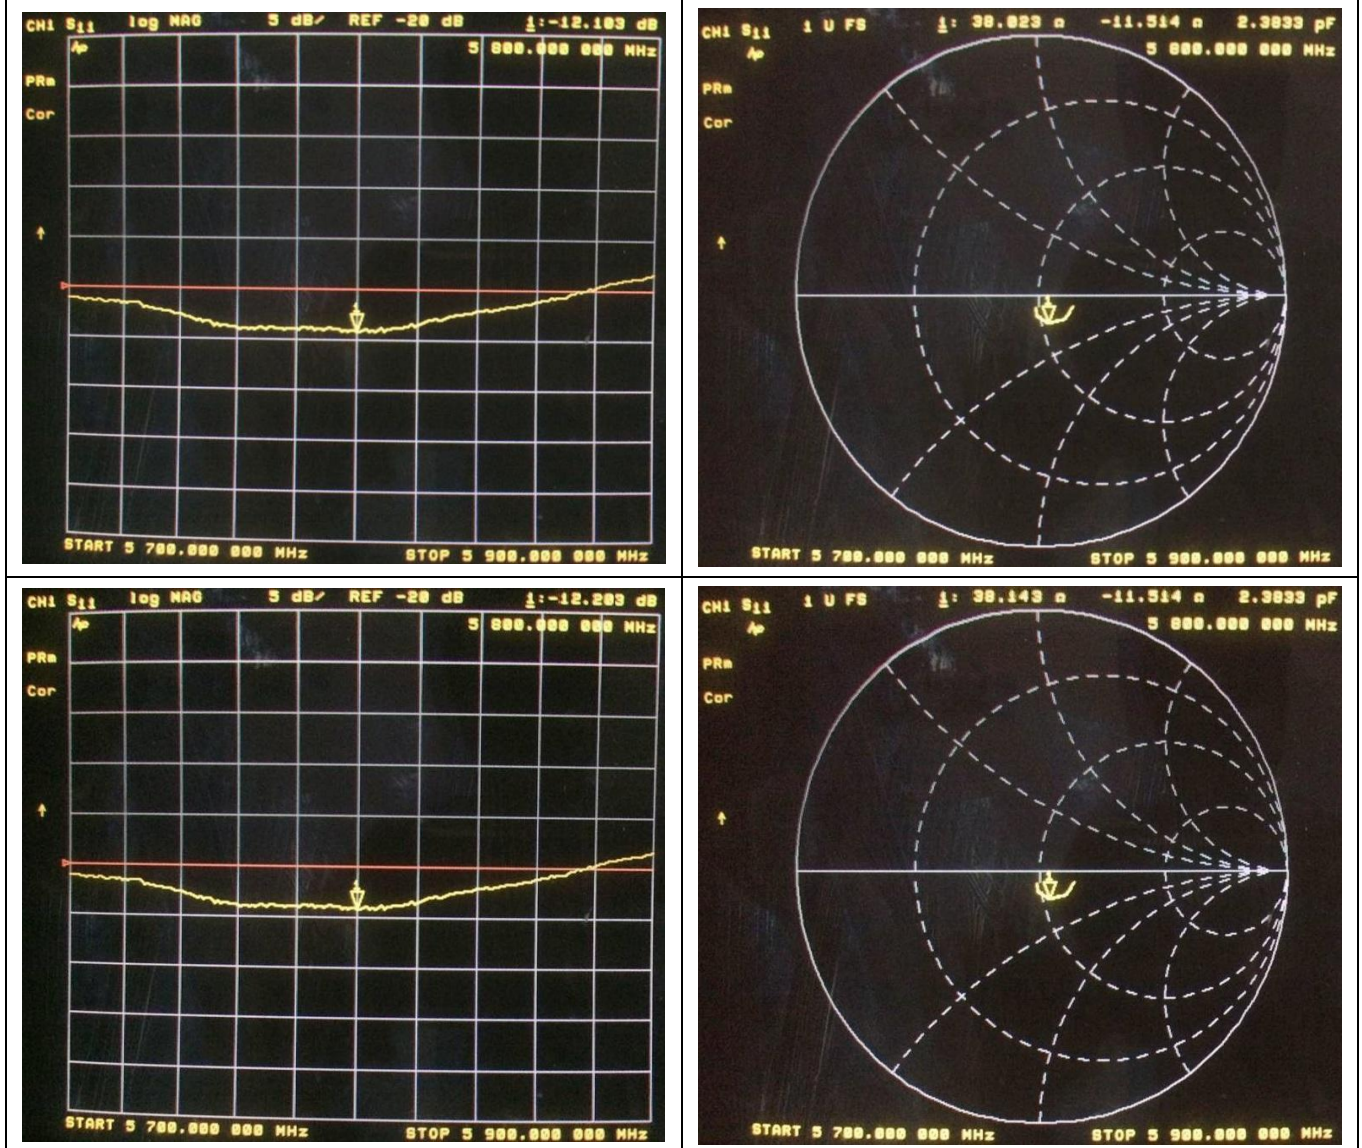 CH1 S11 log MAG 5 dB/ REF -20 dB 1:-12.103 dB
Ap 5 800.000 000 MHz
PRm
Cor
START 5 700.000 000 MHz STOP 5 900.000 000 MHz
CH1 S11 1 U FS 1: 38.023 Ω -11.514 Ω 2.3833 pF
Ap 5 800.000 000 MHz
PRm
Cor
START 5 700.000 000 MHz STOP 5 900.000 000 MHz
CH1 S11 log MAG 5 dB/ REF -20 dB 1:-12.203 dB
Ap 5 800.000 000 MHz
PRm
Cor
START 5 700.000 000 MHz STOP 5 900.000 000 MHz
CH1 S11 1 U FS 1: 38.143 Ω -11.514 Ω 2.3833 pF
Ap 5 800.000 000 MHz
PRm
Cor
START 5 700.000 000 MHz STOP 5 900.000 000 MHz